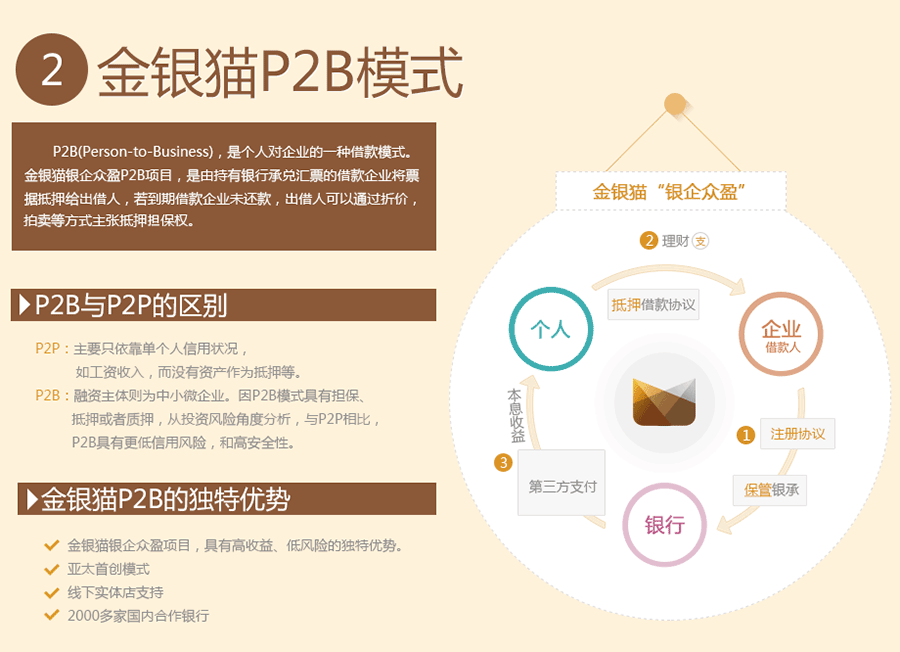 2
金银猫P2B模式
P2B(Person-to-Business)，是个人对企业的一种借款模式。
金银猫银企众盈P2B项目，是由持有银行承兑汇票的借款企业将票
据抵押给出借人，若到期借款企业未还款，出借人可以通过折价，
拍卖等方式主张抵押担保权。
P2B与P2P的区别
P2P：主要只依靠单个人信用状况，
如工资收入，而没有资产作为抵押等。
P2B：融资主体则为中小微企业。因P2B模式具有担保、
抵押或者质押，从投资风险角度分析，与P2P相比，
P2B具有更低信用风险，和高安全性。
金银猫P2B的独特优势
金银猫银企众盈项目，具有高收益、低风险的独特优势。
亚太首创模式
线下实体店支持
2000多家国内合作银行
金银猫“银企众盈”
2 理财 支
抵押借款协议
个人
企业
借款人
本息收益
1 注册协议
3
第三方支付
保管银承
银行